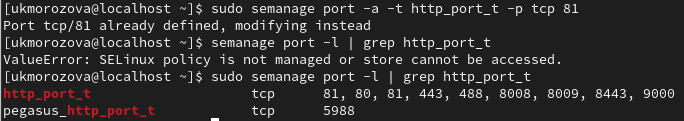 [ukmorozova@localhost ~]$ sudo semanage port -a -t http_port_t -p tcp 81
Port tcp/81 already defined, modifying instead
[ukmorozova@localhost ~]$ semanage port -l | grep http_port_t
ValueError: SELinux policy is not managed or store cannot be accessed.
[ukmorozova@localhost ~]$ sudo semanage port -l | grep http_port_t
http_port_t tcp 81, 80, 81, 443, 488, 8008, 8009, 8443, 9000
pegasus_http_port_t tcp 5988